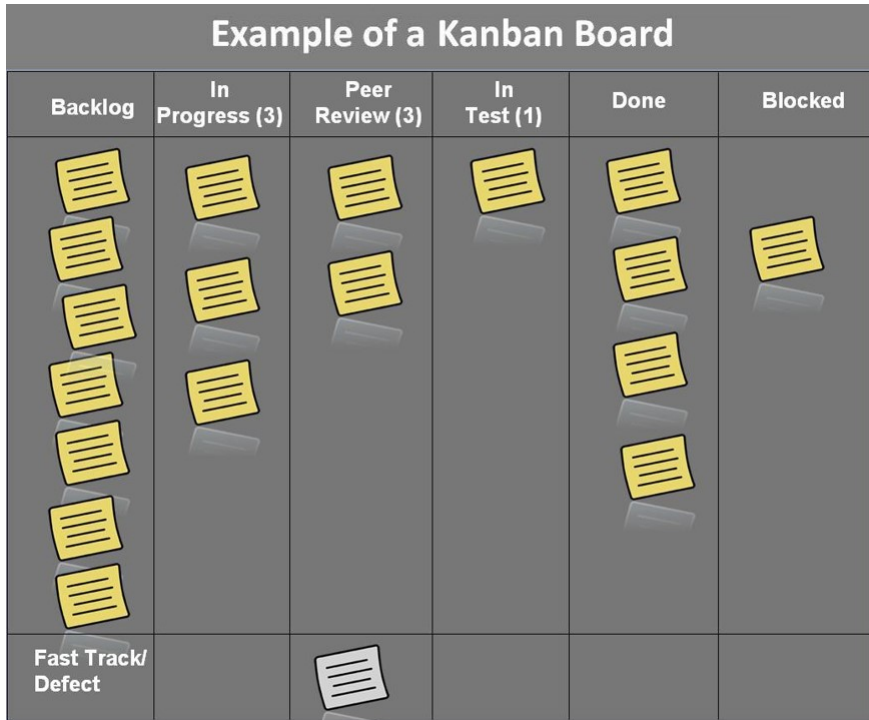 Example of a Kanban Board
Backlog
In
Progress (3)
Peer
Review (3)
In
Test (1)
Done
Blocked
Fast Track/
Defect